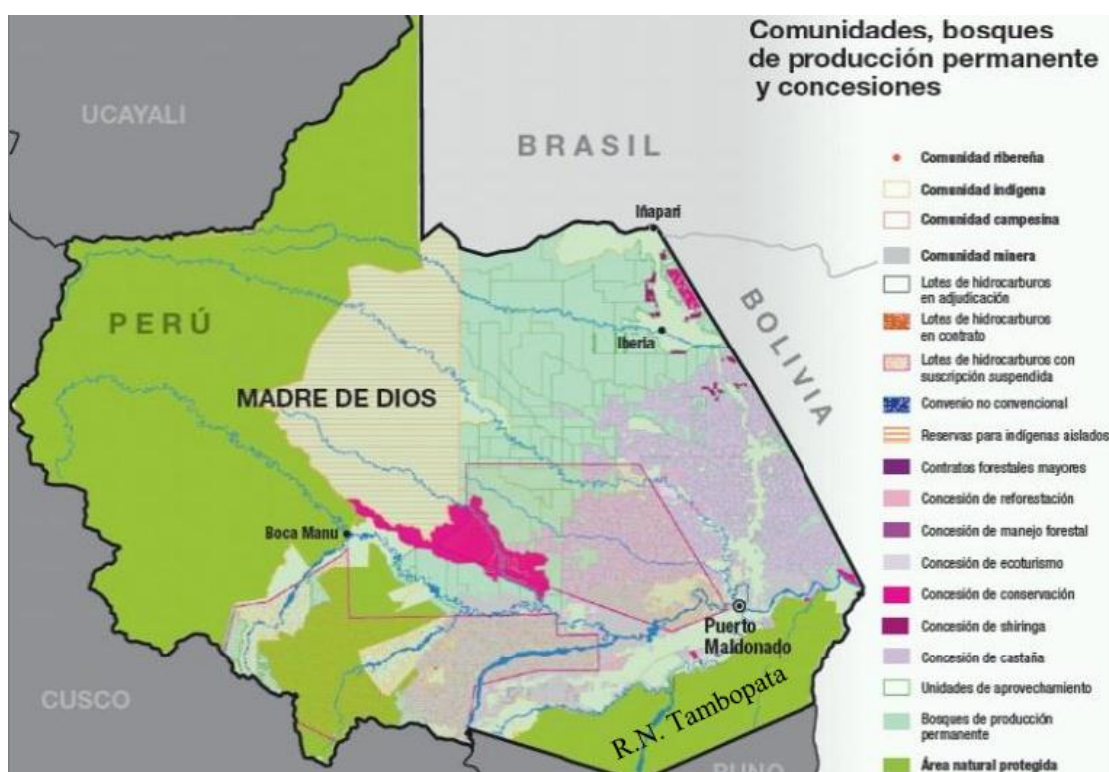 Comunidades, bosques
de producción permanente
y concesiones
UCAYALI
BRASIL
Iñapari
PERÚ
Iberia
BOLIVIA
MADRE DE DIOS
Boca Manu
Puerto
Maldonado
CUSCO
R.N. Tambopata
PUNO
Comunidad ribereña
Comunidad indígena
Comunidad campesina
Comunidad minera
Lotes de hidrocarburos
en adjudicación
Lotes de hidrocarburos
en contrato
Lotes de hidrocarburos con
suscripción suspendida
Convenio no convencional
Reservas para indígenas aislados
Contratos forestales mayores
Concesión de reforestación
Concesión de manejo forestal
Concesión de ecoturismo
Concesión de conservación
Concesión de shiringa
Concesión de castaña
Unidades de aprovechamiento
Bosques de producción
permanente
Área natural protegida